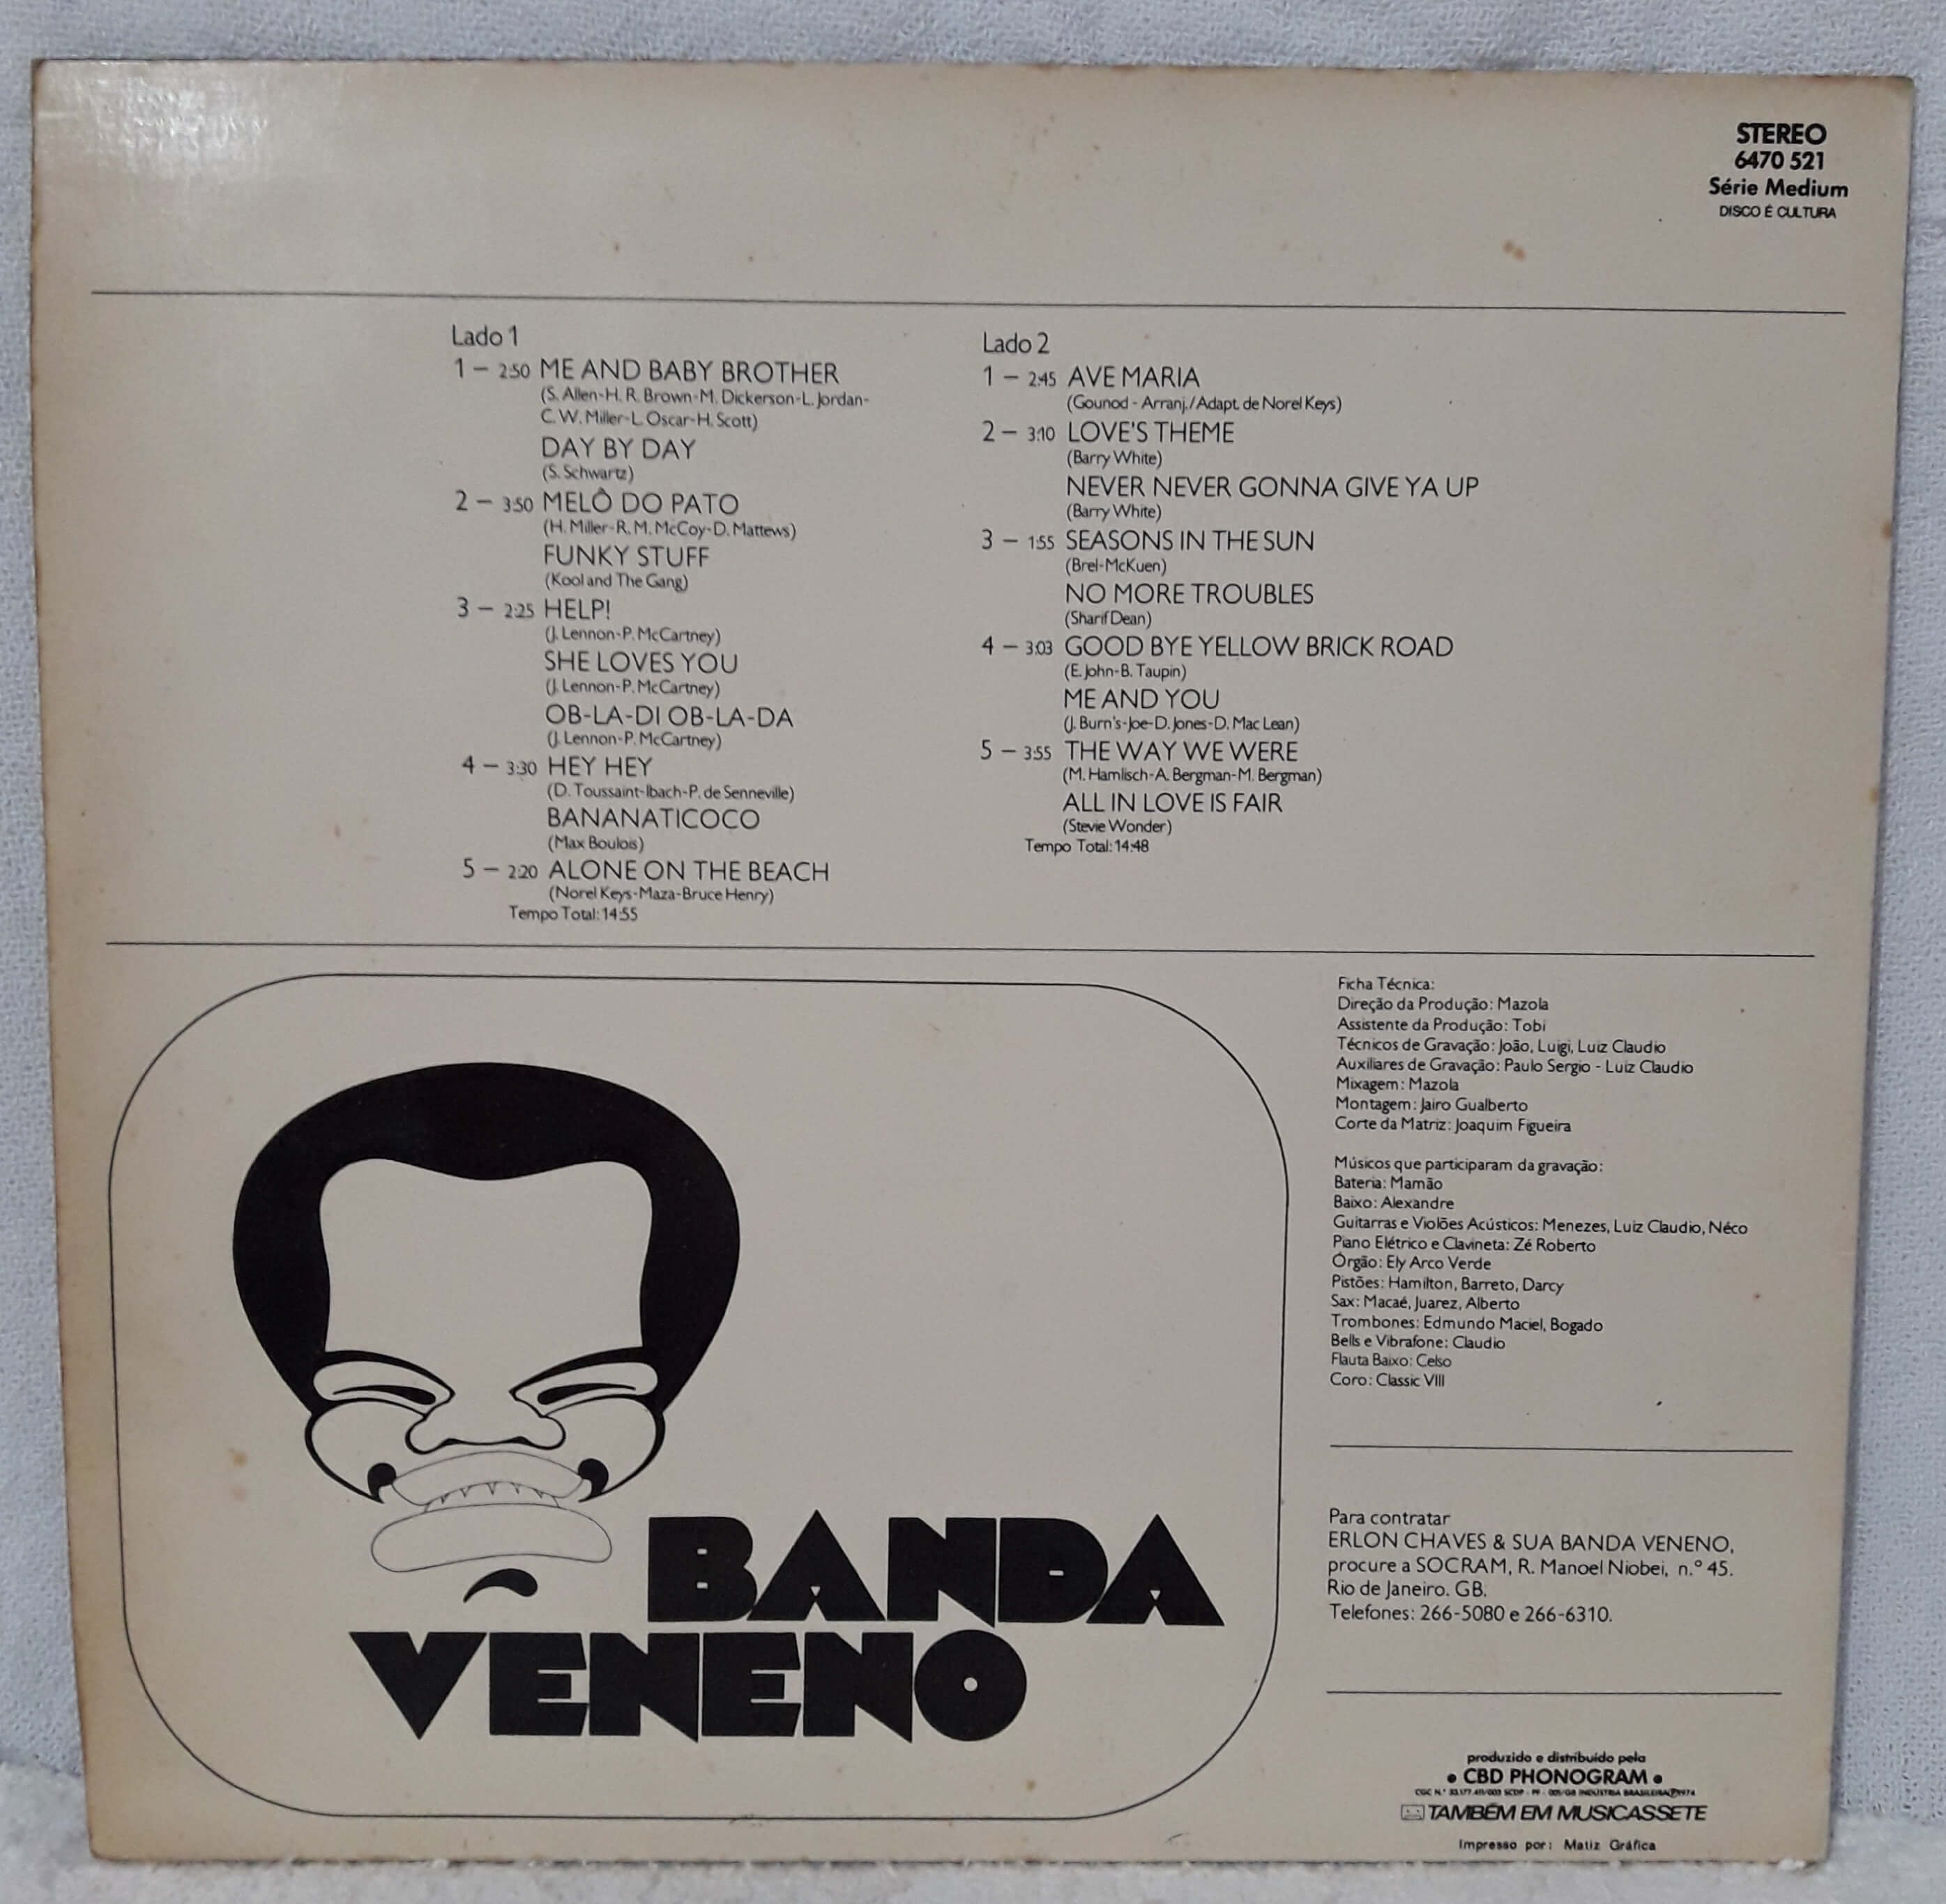 STEREO
6470 521
Série Medium
DISCO É CULTURA
Lado 1
1 - 2:50 ME AND BABY BROTHER
(S. Allen-H. R. Brown-M. Dickerson-L. Jordan-
C. W. Miller-L. Oscar-H. Scott)
DAY BY DAY
(S. Schwartz)
2 - 3:50 MELÔ DO PATO
(H. Miller-R. M. McCoy-D. Mattews)
FUNKY STUFF
(Kool and The Gang)
3 - 2:25 HELP!
(J. Lennon-P. McCartney)
SHE LOVES YOU
(J. Lennon-P. McCartney)
OB-LA-DI OB-LA-DA
(J. Lennon-P. McCartney)
4 - 3:30 HEY HEY
(D. Toussaint-Ibach-P. de Senneville)
BANANATICOCO
(Max Boulois)
5 - 2:20 ALONE ON THE BEACH
(Norel Keys-Maza-Bruce Henry)
Tempo Total: 14:55
Lado 2
1 - 2:45 AVE MARIA
(Gounod - Arranj./Adapt. de Norel Keys)
2 - 3:10 LOVE'S THEME
(Barry White)
NEVER NEVER GONNA GIVE YA UP
(Barry White)
3 - 1:55 SEASONS IN THE SUN
(Brel-McKuen)
NO MORE TROUBLES
(Sharif Dean)
4 - 3:03 GOOD BYE YELLOW BRICK ROAD
(E. John-B. Taupin)
ME AND YOU
(J. Burn's-Joe-D. Jones-D. Mac Lean)
5 - 3:55 THE WAY WE WERE
(M. Hamlisch-A. Bergman-M. Bergman)
ALL IN LOVE IS FAIR
(Stevie Wonder)
Tempo Total: 14:48
BANDA
VENENO
Ficha Técnica:
Direção da Produção: Mazola
Assistente da Produção: Tobi
Técnicos de Gravação: João, Luigi, Luiz Claudio
Auxiliares de Gravação: Paulo Sergio - Luiz Claudio
Mixagem: Mazola
Montagem: Jairo Gualberto
Corte da Matriz: Joaquim Figueira
Músicos que participaram da gravação:
Bateria: Mamão
Baixo: Alexandre
Guitarras e Violões Acústicos: Menezes, Luiz Claudio, Néco
Piano Elétrico e Clavineta: Zé Roberto
Órgão: Ely Arco Verde
Pistões: Hamilton, Barreto, Darcy
Sax: Macaé, Juarez, Alberto
Trombones: Edmundo Maciel, Bogado
Bells e Vibrafone: Claudio
Flauta Baixo: Celso
Coro: Classic VIII
Para contratar
ERLON CHAVES & SUA BANDA VENENO,
procure a SOCRAM, R. Manoel Niobei, n.º 45.
Rio de Janeiro. GB.
Telefones: 266-5080 e 266-6310.
produzido e distribuído pela
• CBD PHONOGRAM •
INDÚSTRIA BRASILEIRA Ⓟ 1974
TAMBÉM EM MUSICASSETE
Impresso por: Matiz Gráfica